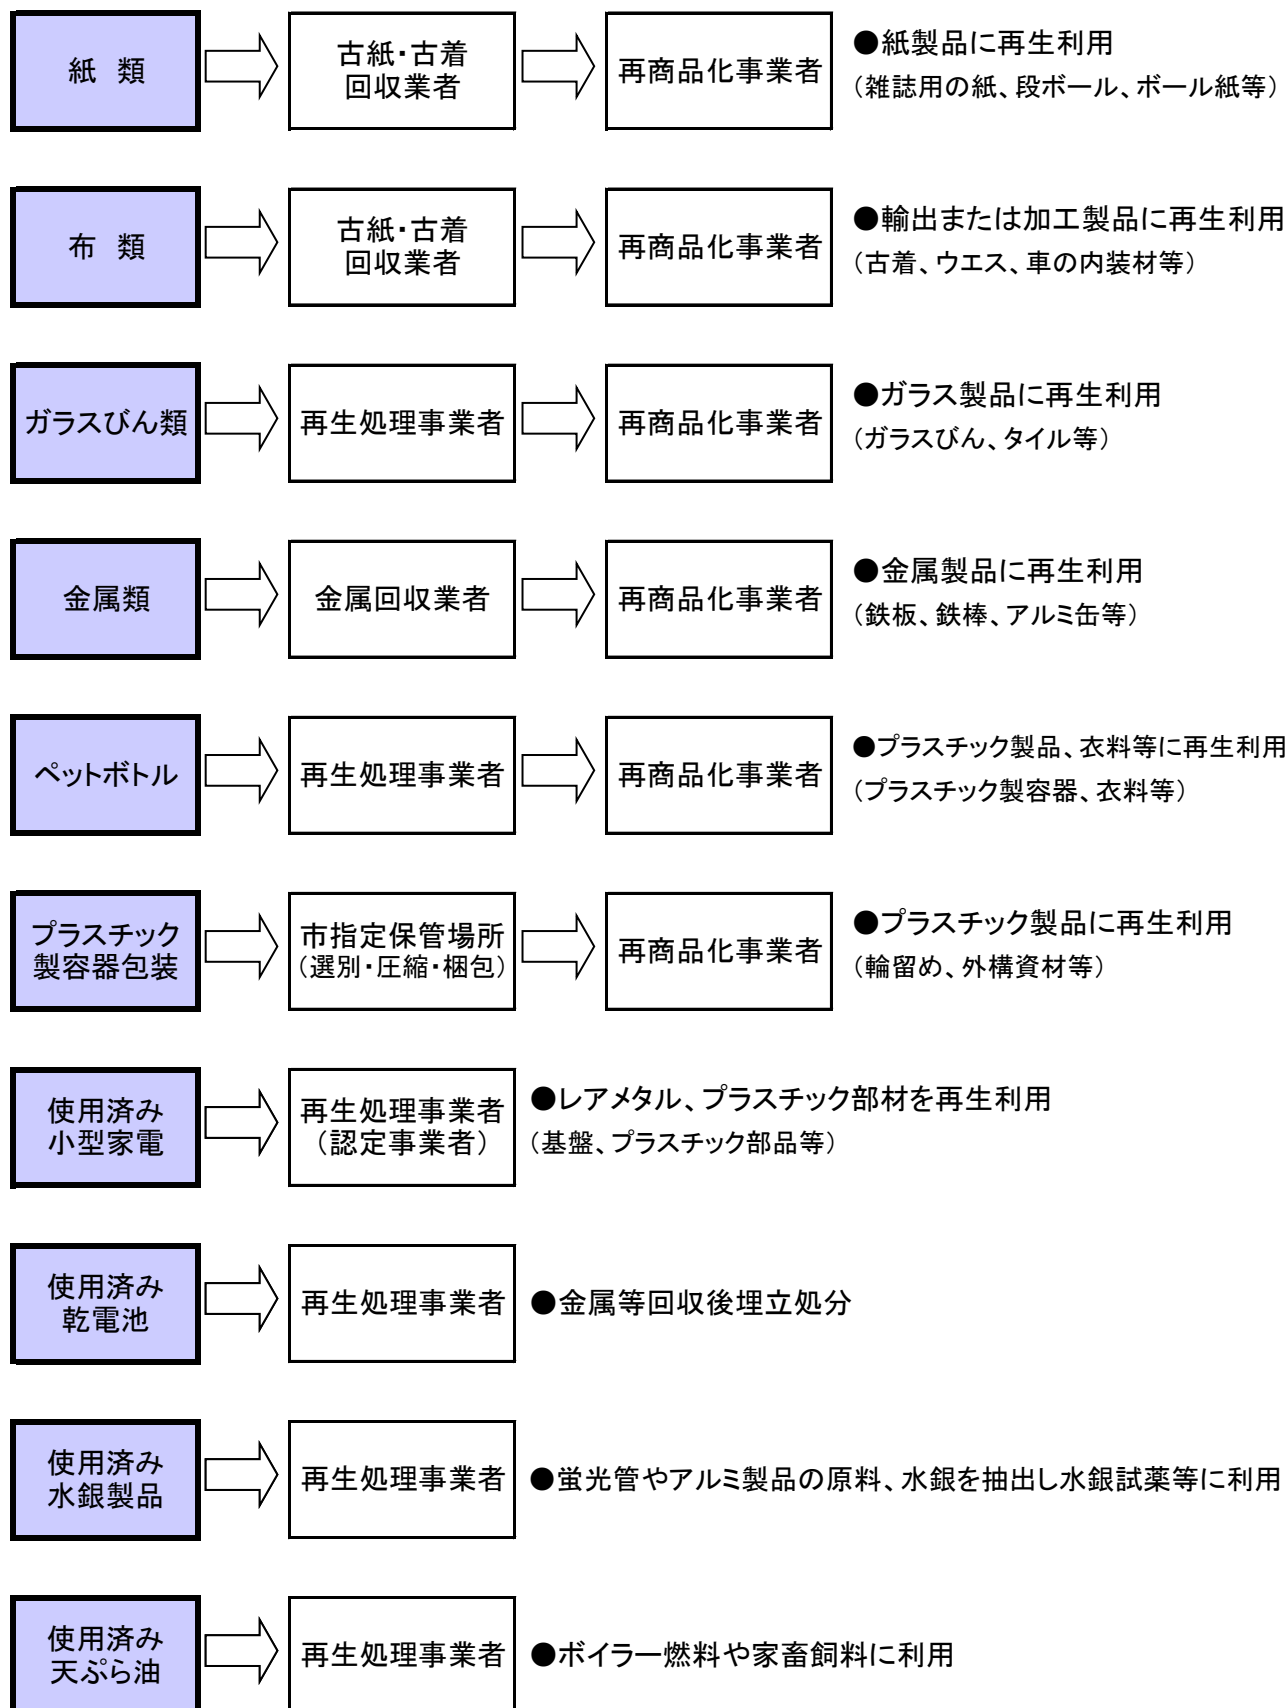 紙　類
古紙・古着
回収業者
再商品化事業者
●紙製品に再生利用
（雑誌用の紙、段ボール、ボール紙等）
布　類
古紙・古着
回収業者
再商品化事業者
●輸出または加工製品に再生利用
（古着、ウエス、車の内装材等）
ガラスびん類
再生処理事業者
再商品化事業者
●ガラス製品に再生利用
（ガラスびん、タイル等）
金属類
金属回収業者
再商品化事業者
●金属製品に再生利用
（鉄板、鉄棒、アルミ缶等）
ペットボトル
再生処理事業者
再商品化事業者
●プラスチック製品、衣料等に再生利用
（プラスチック製容器、衣料等）
プラスチック
製容器包装
市指定保管場所
（選別・圧縮・梱包）
再商品化事業者
●プラスチック製品に再生利用
（輪留め、外構資材等）
使用済み
小型家電
再生処理事業者
（認定事業者）
●レアメタル、プラスチック部材を再生利用
（基盤、プラスチック部品等）
使用済み
乾電池
再生処理事業者
●金属等回収後埋立処分
使用済み
水銀製品
再生処理事業者
●蛍光管やアルミ製品の原料、水銀を抽出し水銀試薬等に利用
使用済み
天ぷら油
再生処理事業者
●ボイラー燃料や家畜飼料に利用